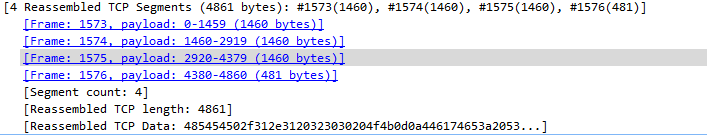 [4 Reassembled TCP Segments (4861 bytes): #1573(1460), #1574(1460), #1575(1460), #1576(481)]
[Frame: 1573, payload: 0-1459 (1460 bytes)]
[Frame: 1574, payload: 1460-2919 (1460 bytes)]
[Frame: 1575, payload: 2920-4379 (1460 bytes)]
[Frame: 1576, payload: 4380-4860 (481 bytes)]
[Segment count: 4]
[Reassembled TCP length: 4861]
[Reassembled TCP Data: 485454502f312e3120323030204f4b0d0a446174653a2053...]